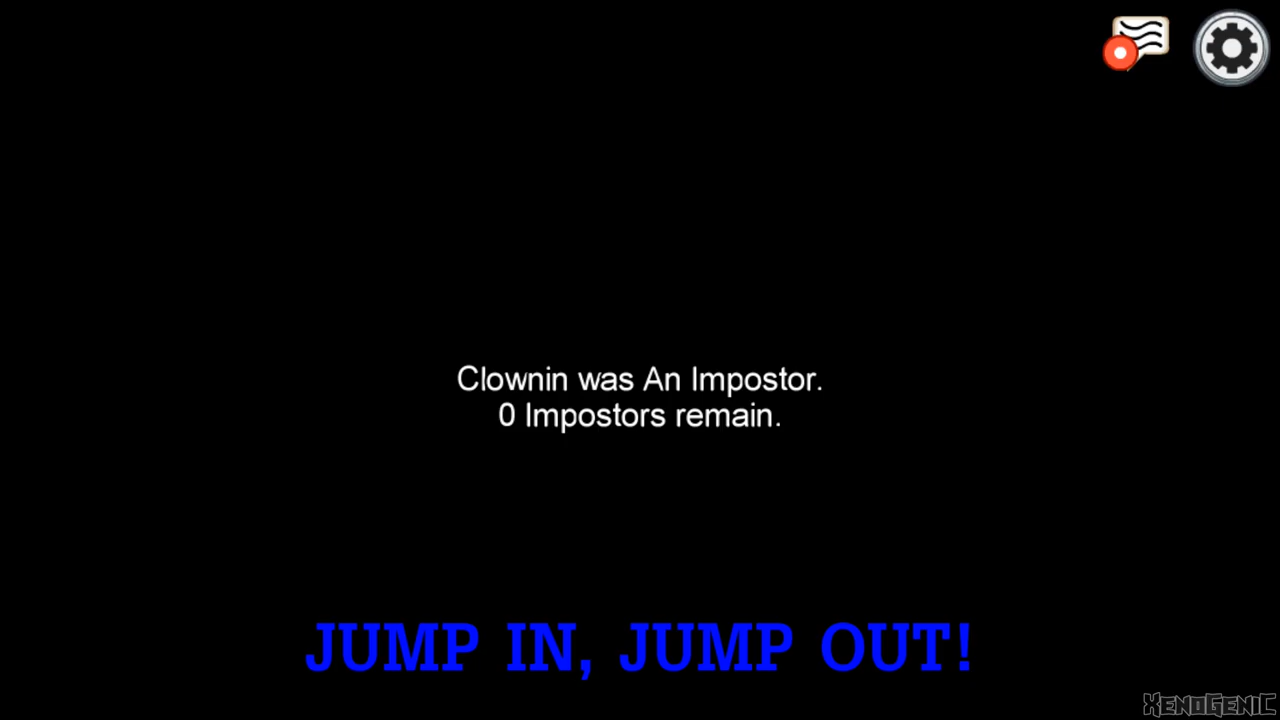 Clownin was An Impostor.
0 Impostors remain.
JUMP IN, JUMP OUT!
XENOGENIC